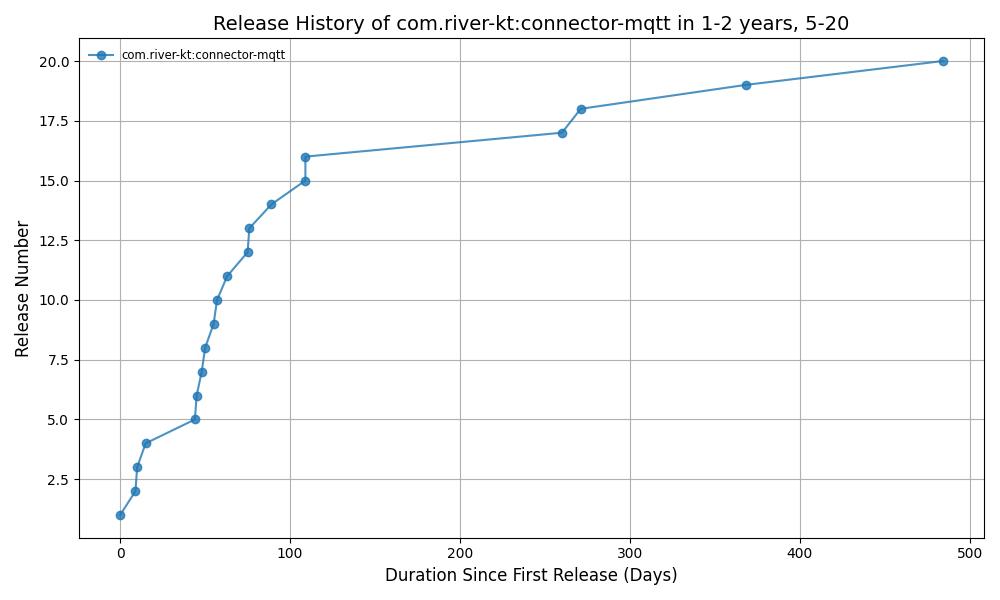 Release History of com.river-kt:connector-mqtt in 1-2 years, 5-20
com.river-kt:connector-mqtt
Release Number
20.0
17.5
15.0
12.5
10.0
7.5
5.0
2.5
0 100 200 300 400 500
Duration Since First Release (Days)